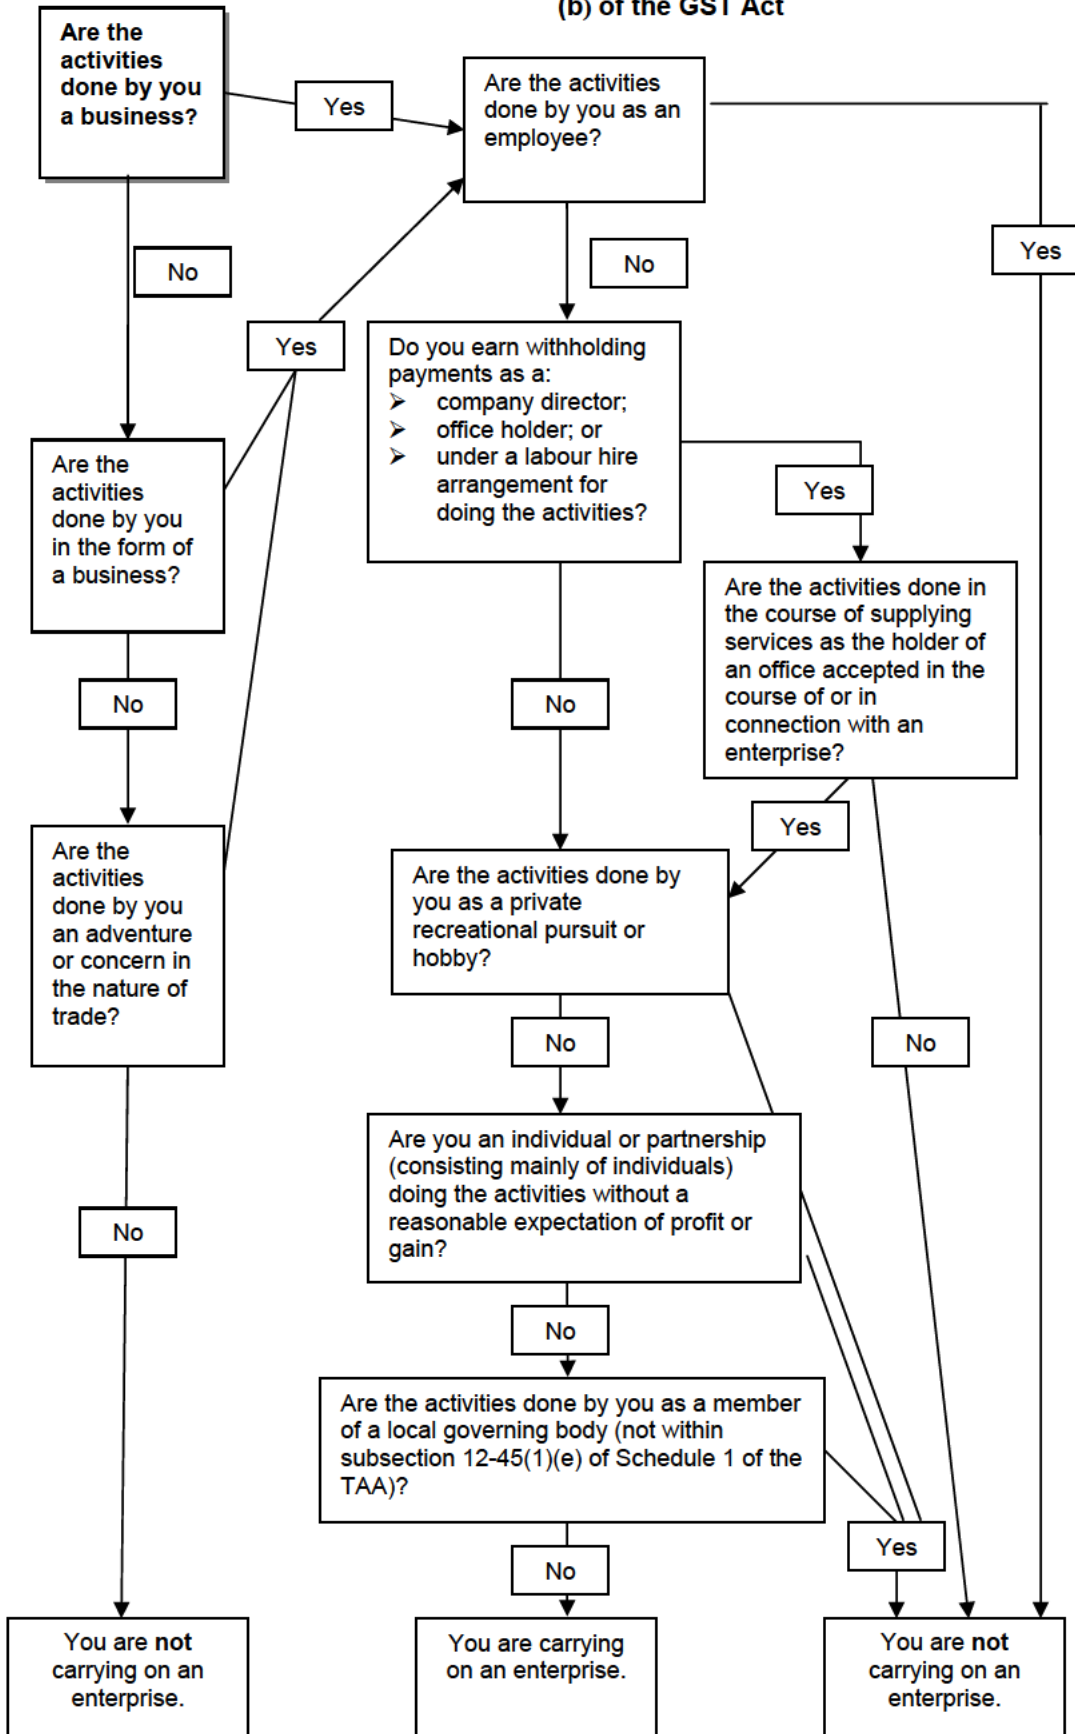 (b) of the GST Act
Are the
activities
done by you
a business?
Yes
Are the activities
done by you as an
employee?
Yes
No
No
Yes
Do you earn withholding
payments as a:
➢ company director;
➢ office holder; or
➢ under a labour hire
arrangement for
doing the activities?
Are the
activities
done by you
in the form of
a business?
Yes
Are the activities done in
the course of supplying
services as the holder of
an office accepted in the
course of or in
connection with an
enterprise?
No
No
Yes
Are the
activities
done by you
an adventure
or concern in
the nature of
trade?
Are the activities done by
you as a private
recreational pursuit or
hobby?
No
No
Are you an individual or partnership
(consisting mainly of individuals)
doing the activities without a
reasonable expectation of profit or
gain?
No
No
Are the activities done by you as a member
of a local governing body (not within
subsection 12-45(1)(e) of Schedule 1 of the
TAA)?
Yes
No
You are not
carrying on an
enterprise.
You are carrying
on an enterprise.
You are not
carrying on an
enterprise.